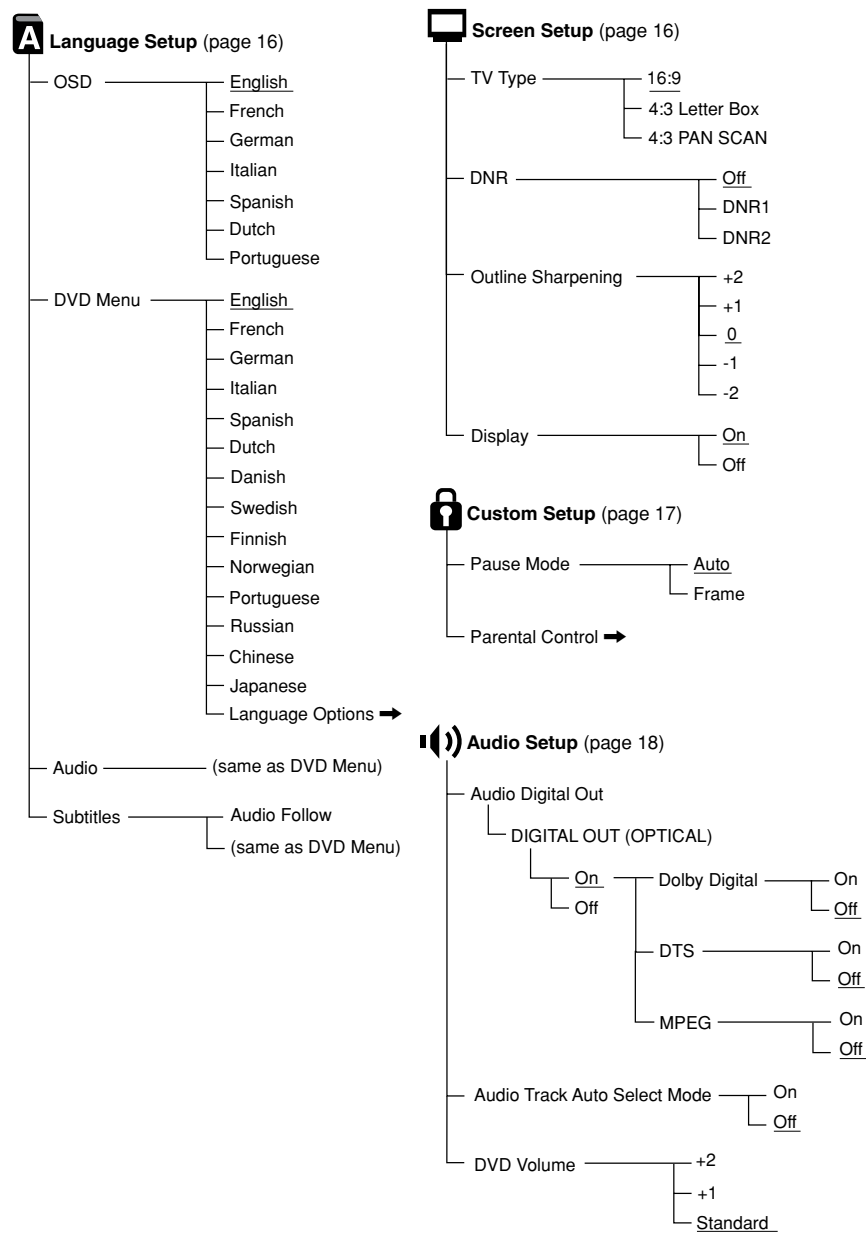 A Language Setup (page 16)
OSD English
French
German
Italian
Spanish
Dutch
Portuguese
DVD Menu English
French
German
Italian
Spanish
Dutch
Danish
Swedish
Finnish
Norwegian
Portuguese
Russian
Chinese
Japanese
Language Options
Audio (same as DVD Menu)
Subtitles Audio Follow
(same as DVD Menu)
Screen Setup (page 16)
TV Type 16:9
4:3 Letter Box
4:3 PAN SCAN
DNR Off
DNR1
DNR2
Outline Sharpening +2
+1
0
-1
-2
Display On
Off
Custom Setup (page 17)
Pause Mode Auto
Frame
Parental Control
Audio Setup (page 18)
Audio Digital Out
DIGITAL OUT (OPTICAL)
On Dolby Digital On
Off Off
DTS On
Off
MPEG On
Off
Audio Track Auto Select Mode On
Off
DVD Volume +2
+1
Standard